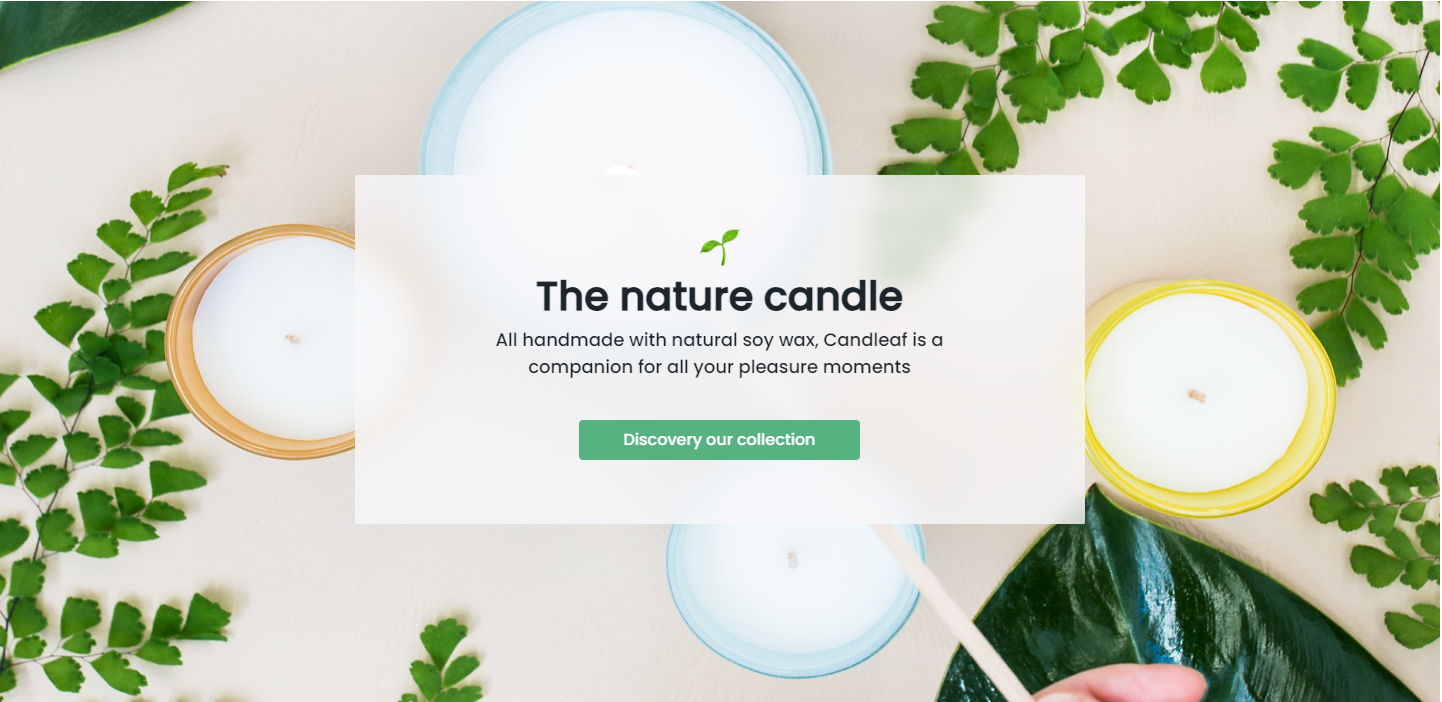 The nature candle
All handmade with natural soy wax, Candleaf is a
companion for all your pleasure moments
Discovery our collection